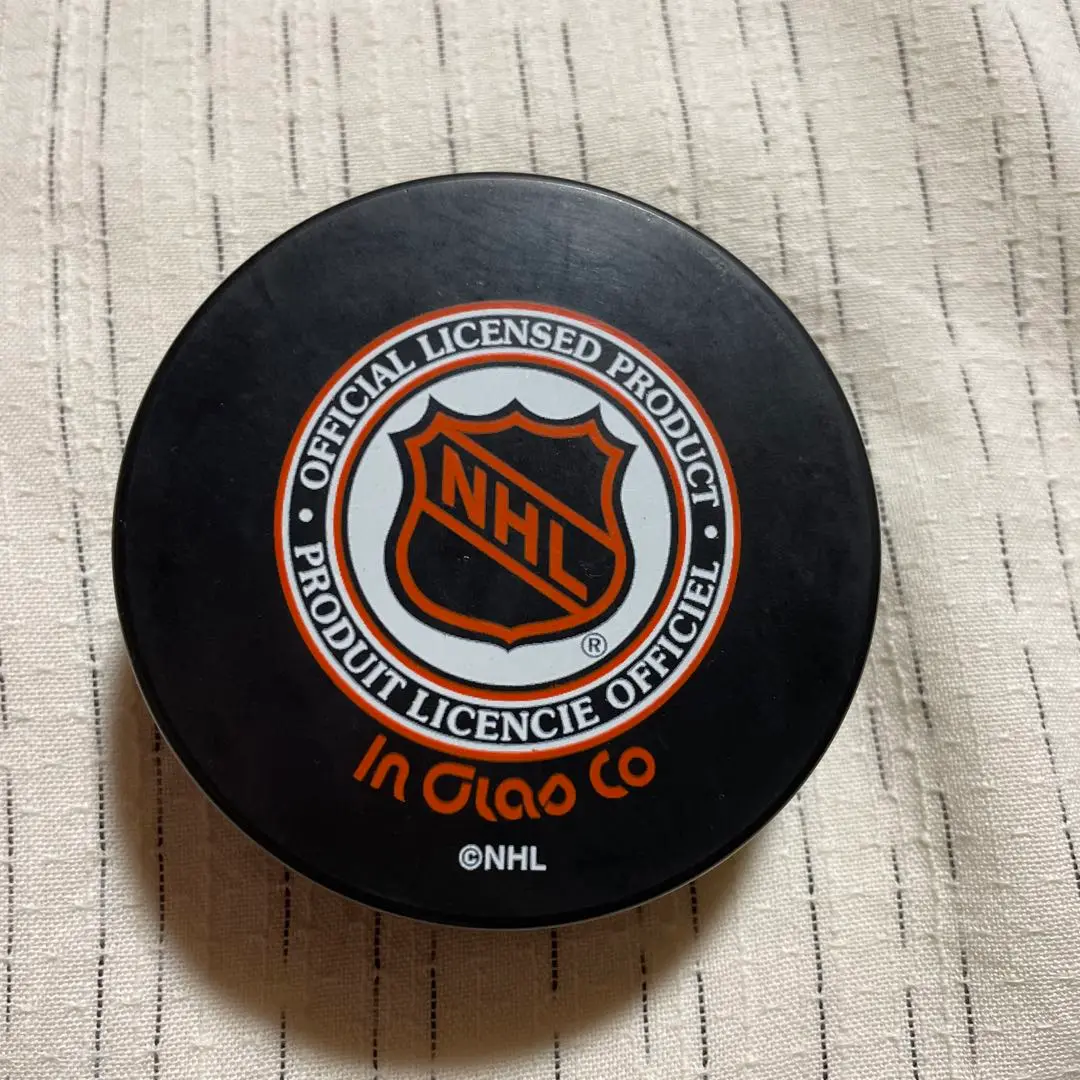 • OFFICIAL LICENSED PRODUCT •
NHL
®
PRODUIT LICENCIE OFFICIEL
In Glas Co
©NHL